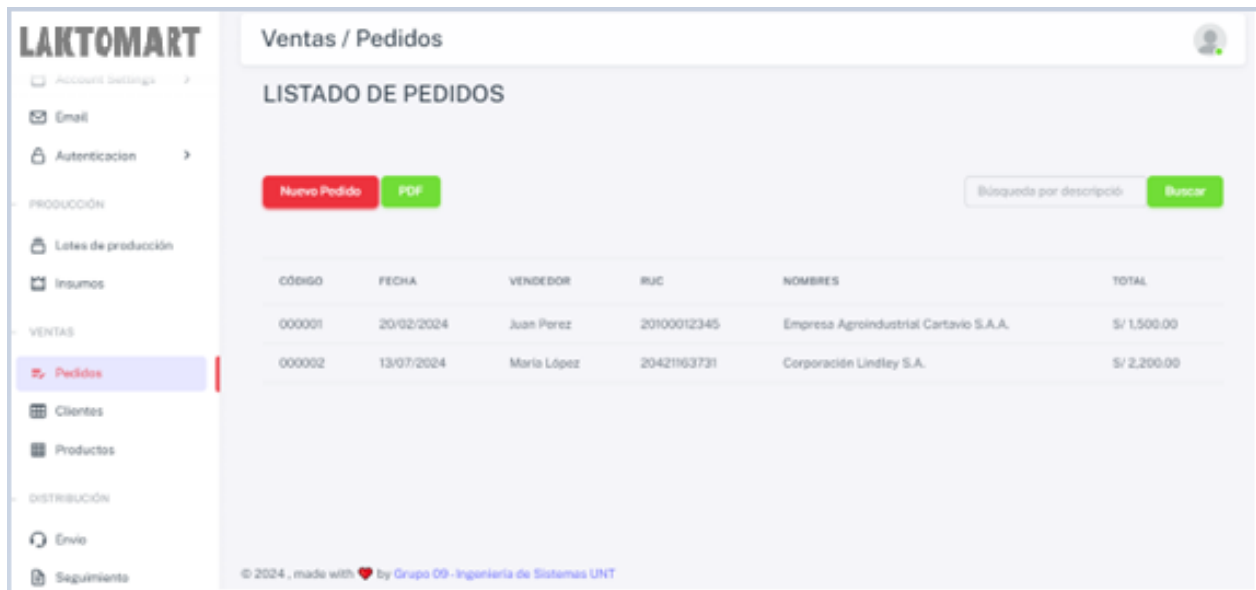 LAKTOMART
Account Settings
Email
Autenticacion
PRODUCCIÓN
Lotes de producción
Insumos
VENTAS
Pedidos
Clientes
Productos
DISTRIBUCIÓN
Envio
Seguimiento
Ventas / Pedidos
LISTADO DE PEDIDOS
Nuevo Pedido PDF Búsqueda por descripció Buscar
CÓDIGO FECHA VENDEDOR RUC NOMBRES TOTAL
000001 20/02/2024 Juan Perez 20100012345 Empresa Agroindustrial Cartavio S.A.A. S/ 1,500.00
000002 13/07/2024 María López 20421163731 Corporación Lindley S.A. S/ 2,200.00
© 2024 , made with ❤ by Grupo 09 - Ingeniería de Sistemas UNT